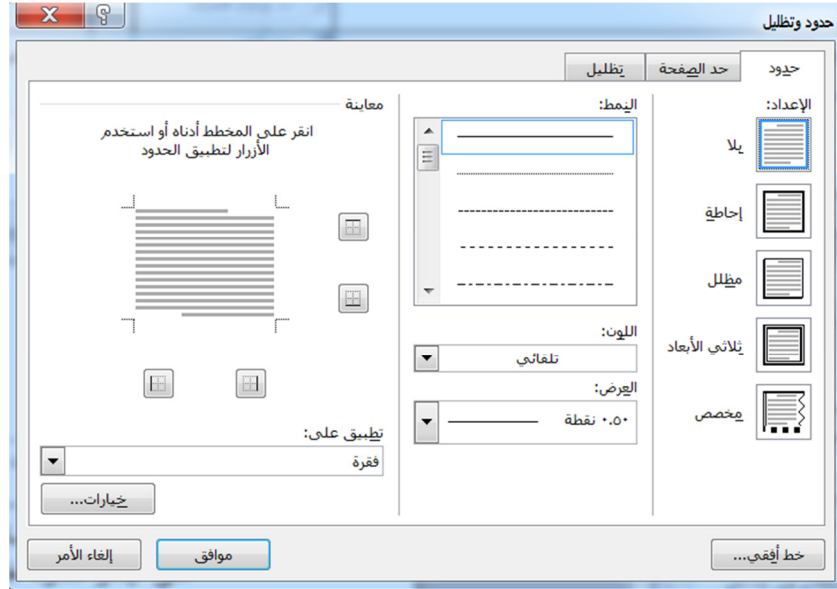 حدود وتظليل
حدود
حد الصفحة
تظليل
الإعداد:
بلا
إحاطة
مظلل
ثلاثي الأبعاد
مخصص
النمط:
اللون:
تلقائي
العرض:
٠.٥٠ نقطة
معاينة
انقر على المخطط أدناه أو استخدم
الأزرار لتطبيق الحدود
تطبيق على:
فقرة
خيارات...
خط أفقي...
موافق
إلغاء الأمر